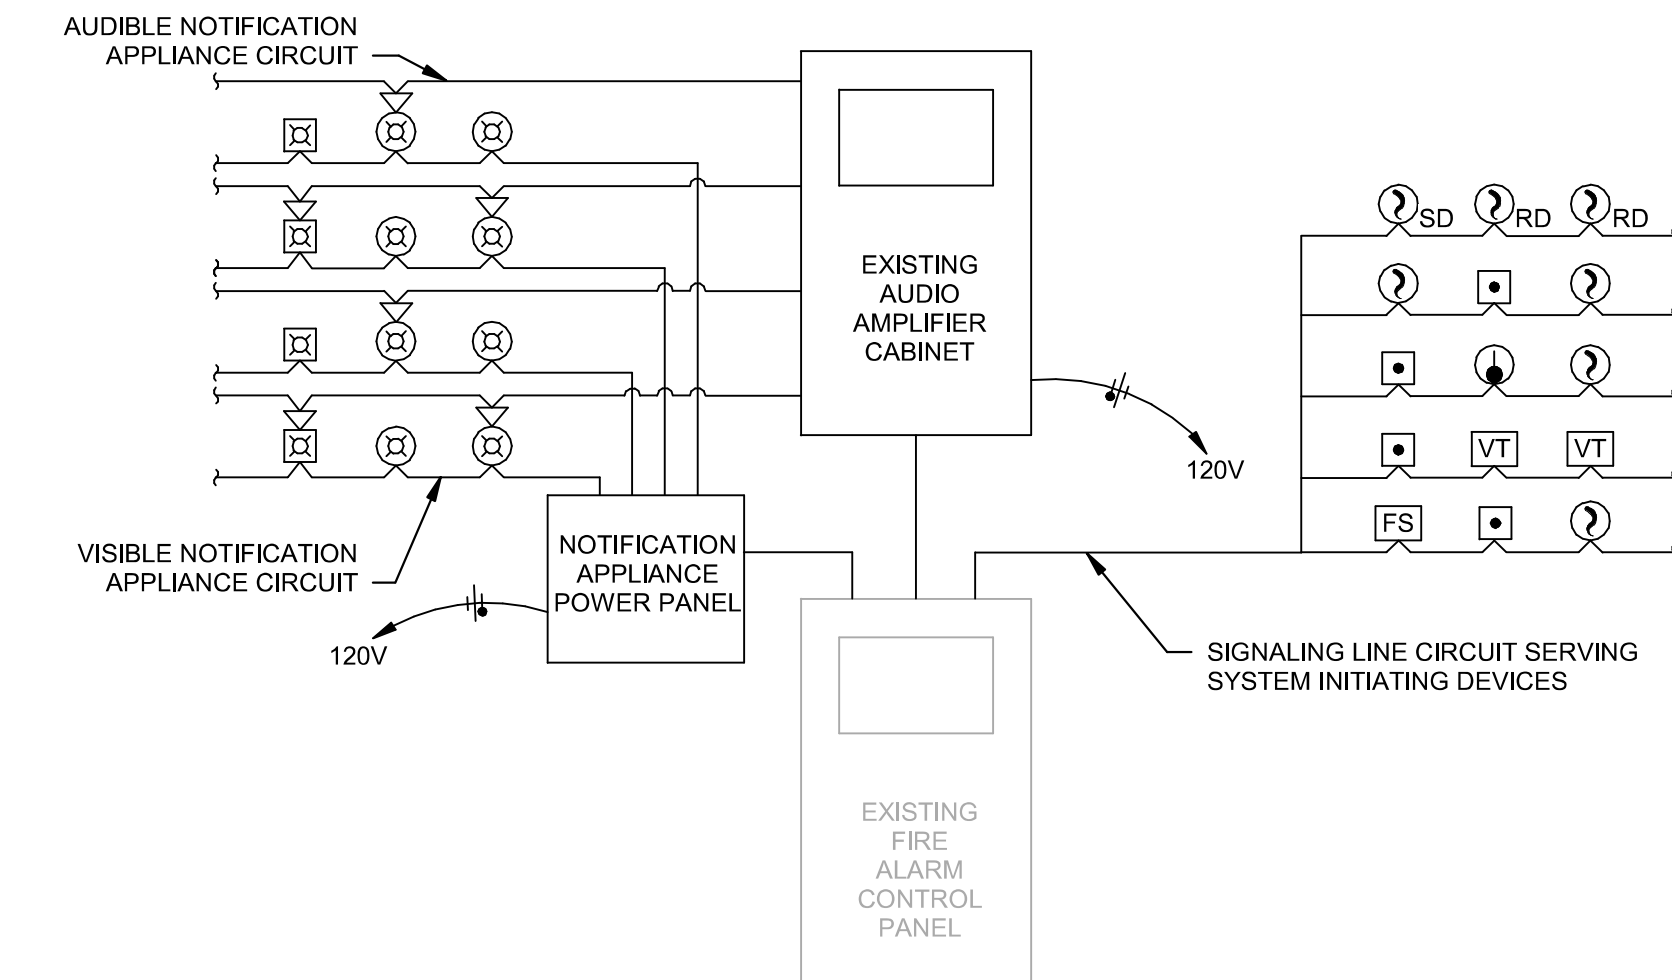 AUDIBLE NOTIFICATION
APPLIANCE CIRCUIT
EXISTING
AUDIO
AMPLIFIER
CABINET
120V
SD
RD
RD
VT
VT
FS
VISIBLE NOTIFICATION
APPLIANCE CIRCUIT
NOTIFICATION
APPLIANCE
POWER PANEL
120V
SIGNALING LINE CIRCUIT SERVING
SYSTEM INITIATING DEVICES
EXISTING
FIRE
ALARM
CONTROL
PANEL